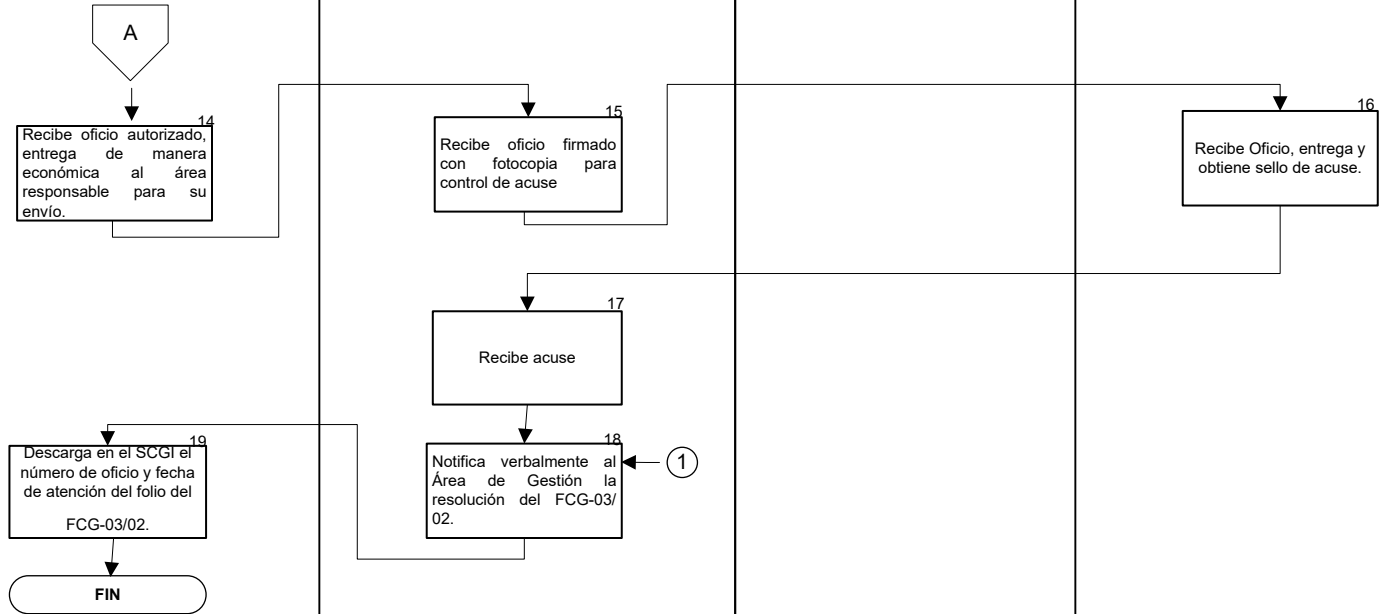 A
14
Recibe oficio autorizado,
entrega de manera
económica al área
responsable para su
envío.
15
Recibe oficio firmado
con fotocopia para
control de acuse
16
Recibe Oficio, entrega y
obtiene sello de acuse.
17
Recibe acuse
18
Notifica verbalmente al
Área de Gestión la
resolución del FCG-03/
02.
1
19
Descarga en el SCGI el
número de oficio y fecha
de atención del folio del
FCG-03/02.
FIN